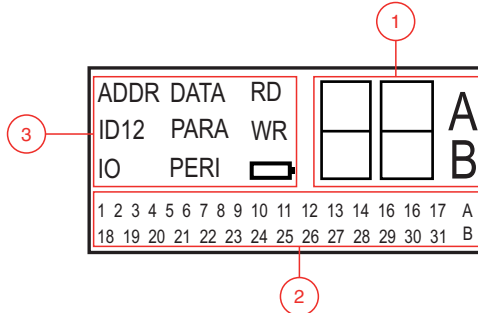 1
ADDR DATA RD
ID12 PARA WR
IO PERI
A
B
3
1 2 3 4 5 6 7 8 9 10 11 12 13 14 16 16 17 A
18 19 20 21 22 23 24 25 26 27 28 29 30 31 B
2